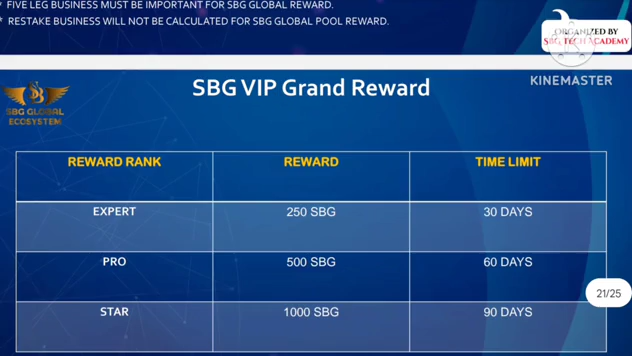 * FIVE LEG BUSINESS MUST BE IMPORTANT FOR SBG GLOBAL REWARD.
* RESTAKE BUSINESS WILL NOT BE CALCULATED FOR SBG GLOBAL POOL REWARD.
ORGANIZED BY
SBG TECH ACADEMY
SBG VIP Grand Reward
KINEMASTER
SBG GLOBAL
ECOSYSTEM
REWARD RANK REWARD TIME LIMIT
EXPERT 250 SBG 30 DAYS
PRO 500 SBG 60 DAYS
21/25
STAR 1000 SBG 90 DAYS